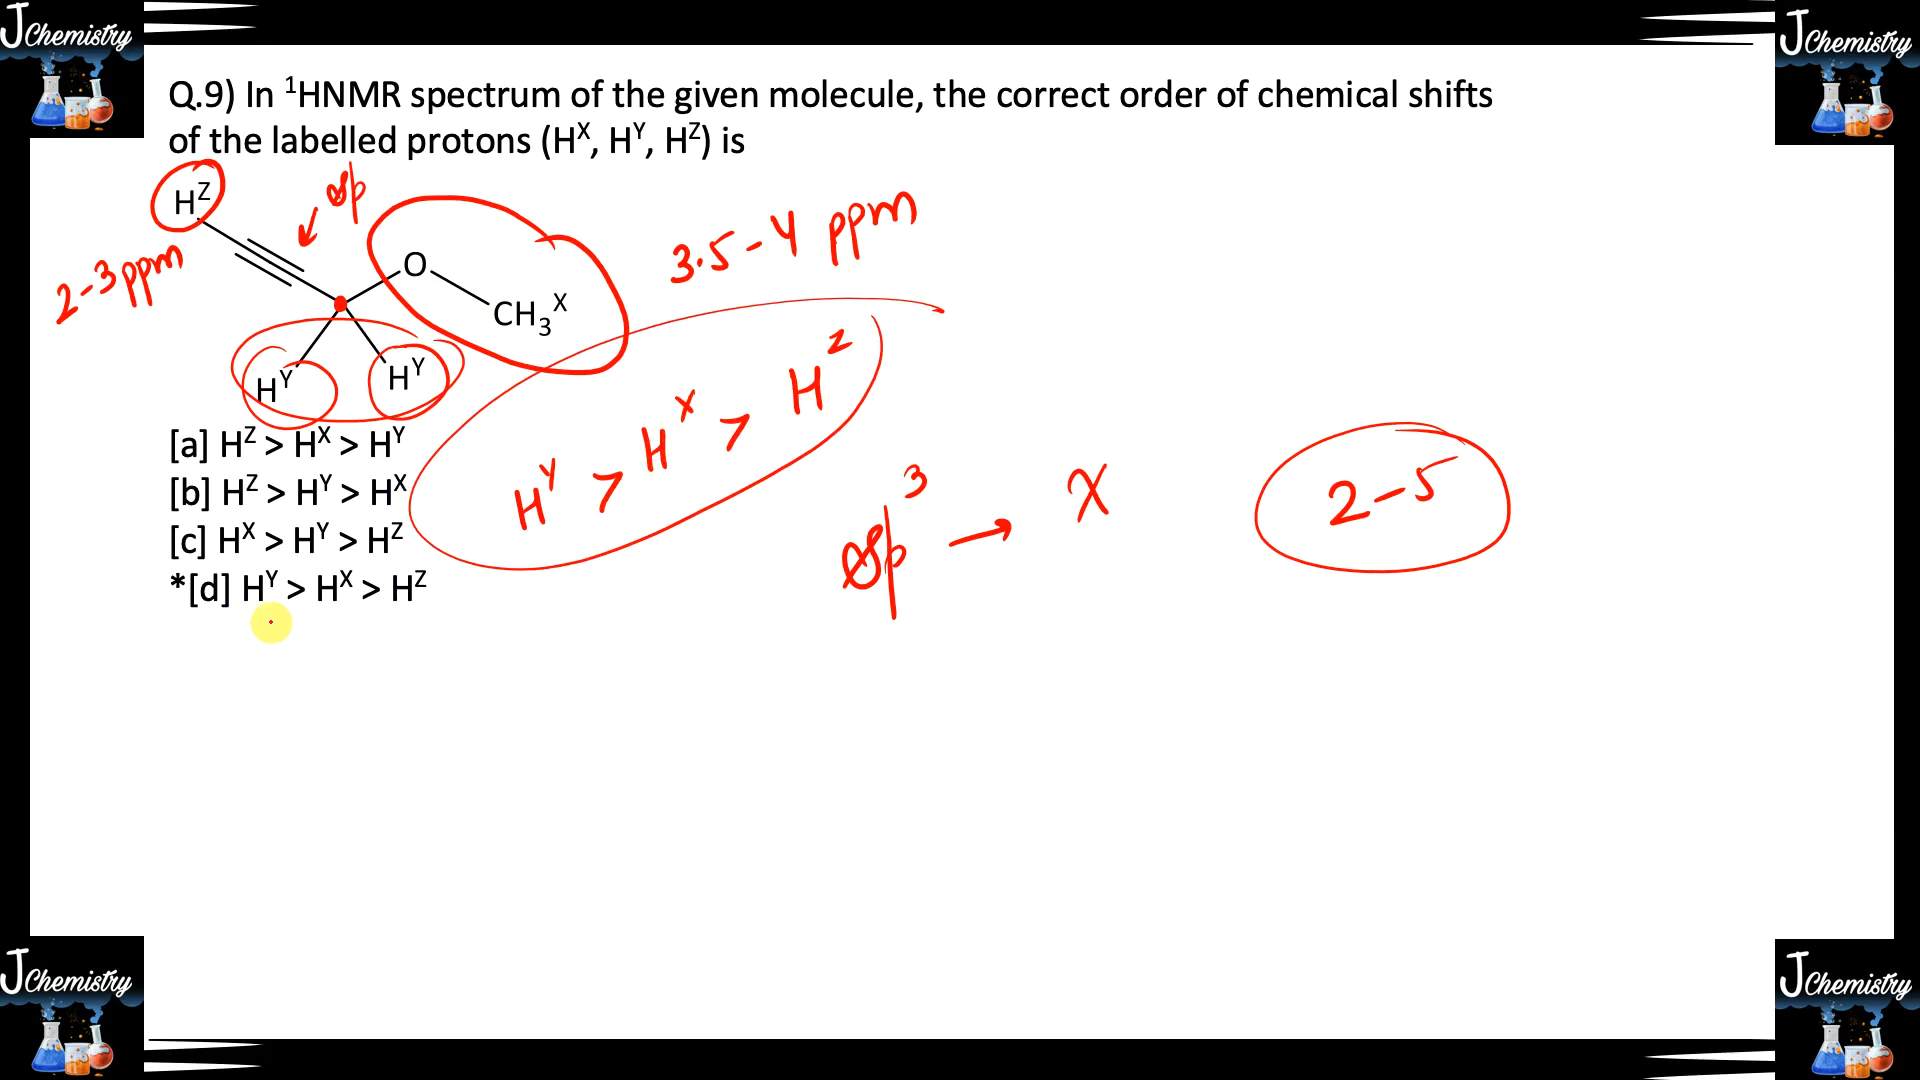 JChemistry
JChemistry
Q.9) In ¹HNMR spectrum of the given molecule, the correct order of chemical shifts
of the labelled protons (Hˣ, Hʸ, Hᶻ) is
Hᶻ
sp
2-3 ppm
O
CH₃ˣ
3.5-4 ppm
Hʸ
Hʸ
Hʸ > Hˣ > Hᶻ
[a] Hᶻ > Hˣ > Hʸ
[b] Hᶻ > Hʸ > Hˣ
[c] Hˣ > Hʸ > Hᶻ
*[d] Hʸ > Hˣ > Hᶻ
sp³ → X
2-5
JChemistry
JChemistry